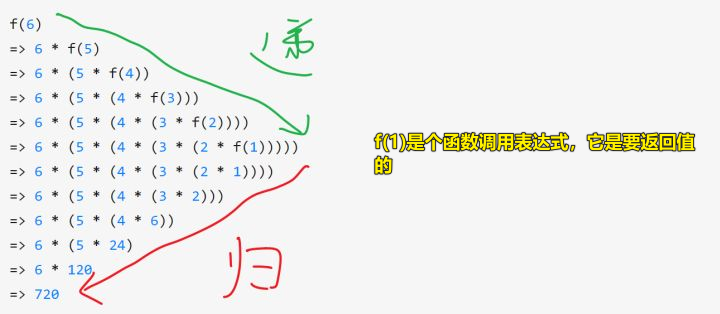 f(6)
=> 6 * f(5)
=> 6 * (5 * f(4))
=> 6 * (5 * (4 * f(3)))
=> 6 * (5 * (4 * (3 * f(2))))
=> 6 * (5 * (4 * (3 * (2 * f(1)))))
=> 6 * (5 * (4 * (3 * (2 * 1))))
=> 6 * (5 * (4 * (3 * 2)))
=> 6 * (5 * (4 * 6))
=> 6 * (5 * 24)
=> 6 * 120
=> 720
递
归
f(1)是个函数调用表达式，它是要返回值
的